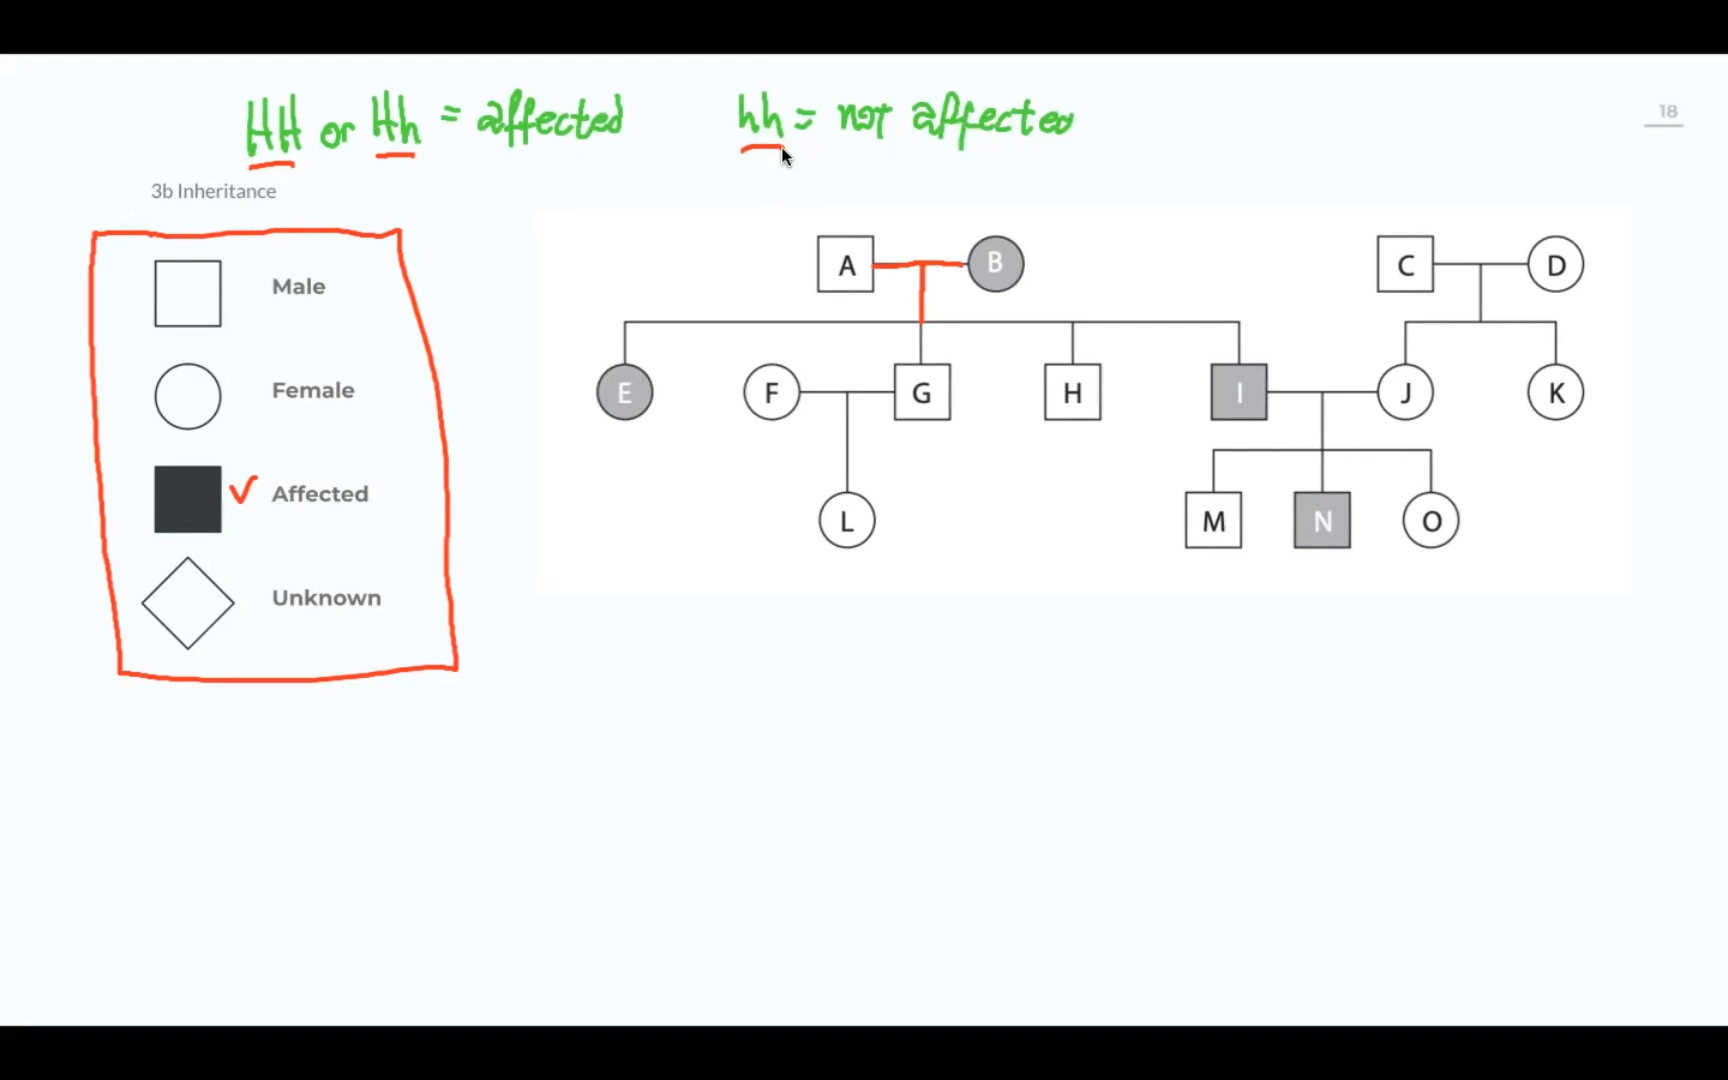 HH or Hh = affected hh = not affected
18
3b Inheritance
Male
Female
Affected
Unknown
A B C D
E F G H I J K
L M N O